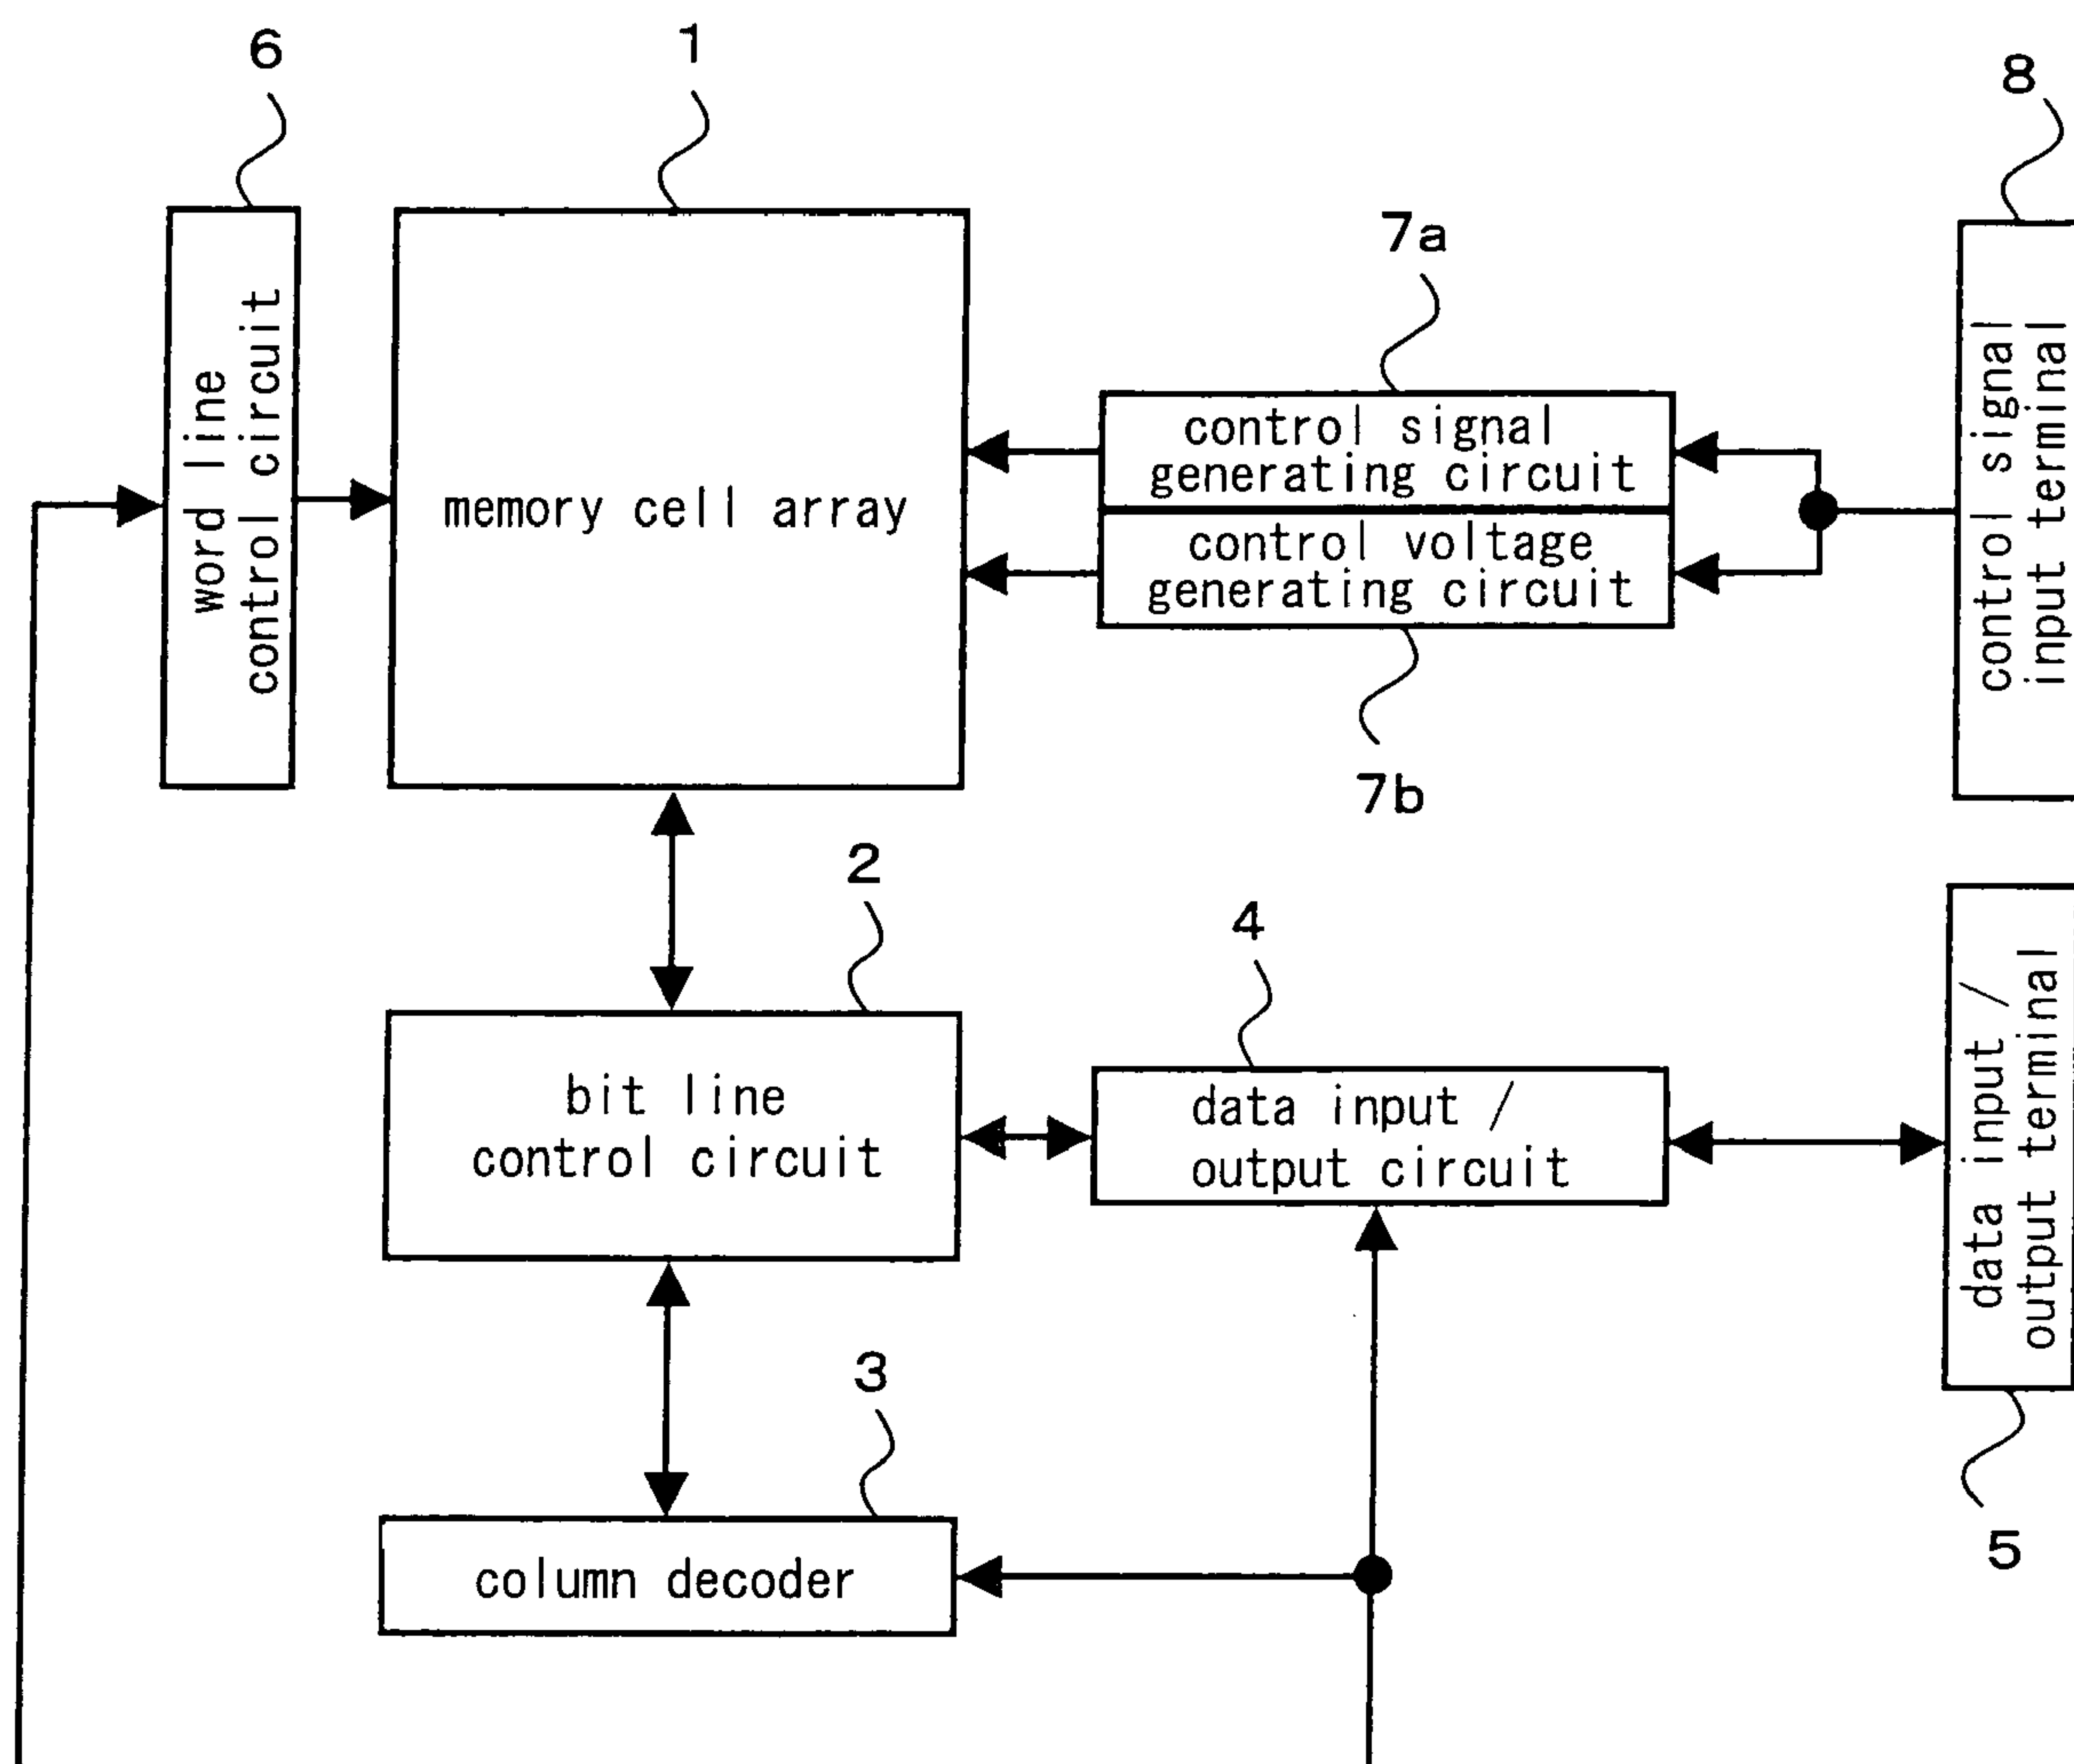 6
1
8
word line
control circuit
memory cell array
7a
control signal
generating circuit
control voltage
generating circuit
7b
control signal
input terminal
2
bit line
control circuit
4
data input /
output circuit
data input /
output terminal
5
3
column decoder